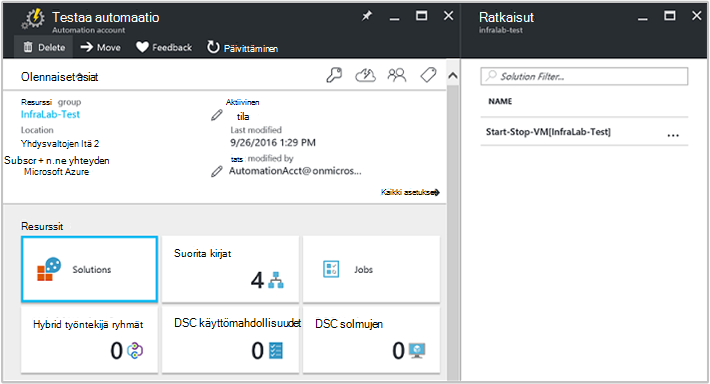 Testaa automaatio
Automation account
Delete
Move
Feedback
Päivittäminen
Olennaiset asiat
Resurssi group
InfraLab-Test
Location
Yhdysvaltojen Itä 2
Subscr+ n.ne yhteyden
Microsoft Azure
Aktiivinen
tila
Last modified
9/26/2016 1:29 PM
tats modified by
AutomationAcct@onmicros...
Kaikki asetukse
Resurssit
Solutions
Suorita kirjat
4
Jobs
Hybrid työntekijä ryhmät
0
DSC käyttömahdollisuudet
0
DSC solmujen
0
Ratkaisut
infralab-test
Solution Filter...
NAME
Start-Stop-VM[InfraLab-Test]
...